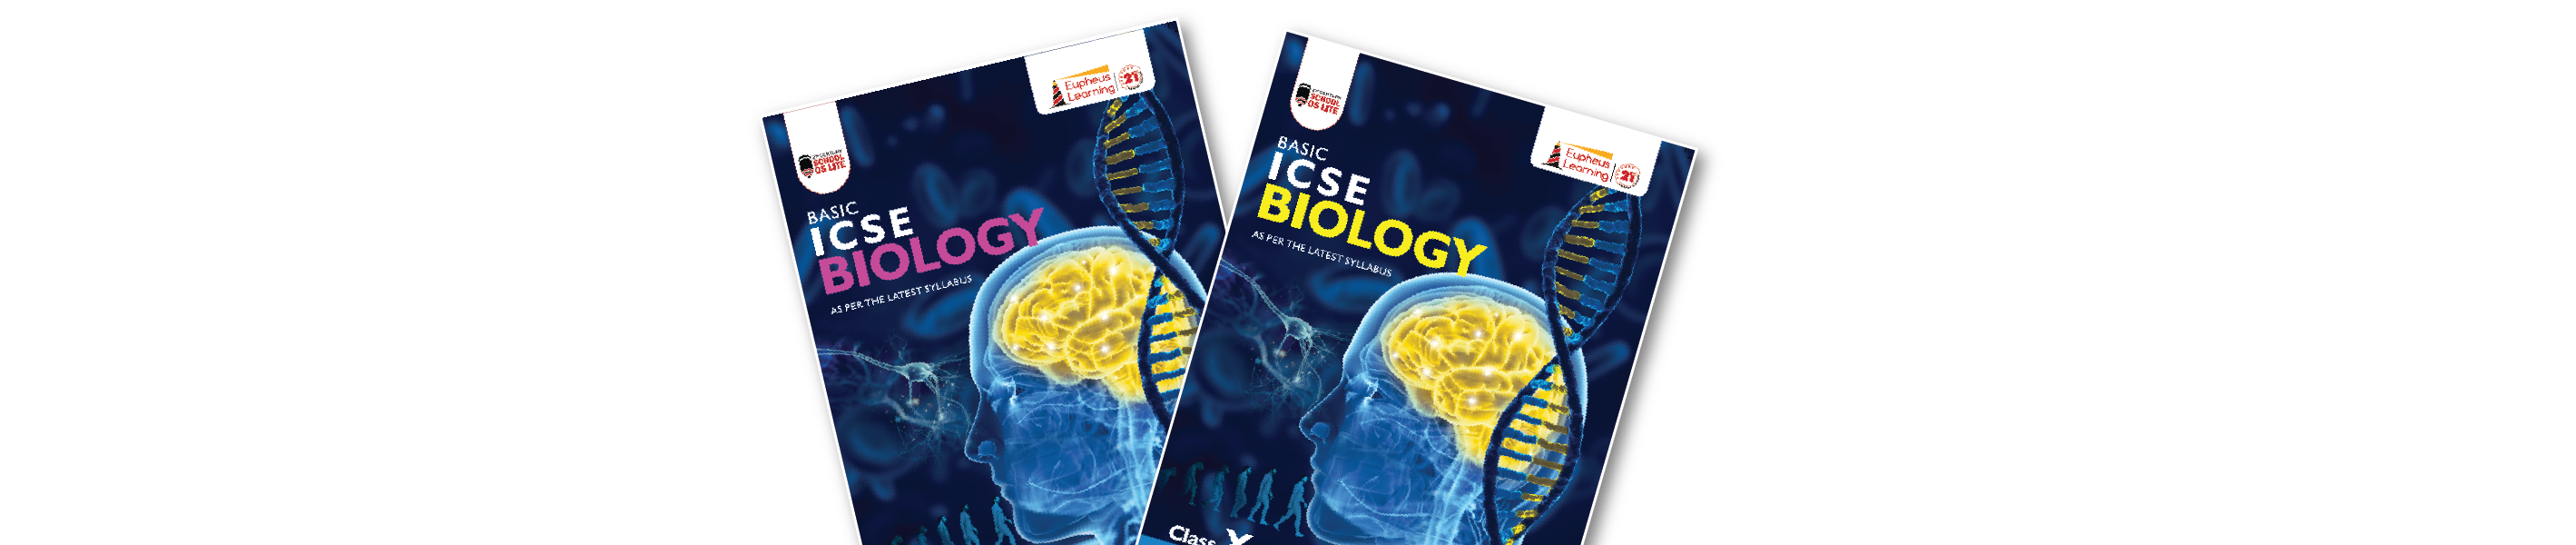 Eupheus
Learning
21
SCHOOL
OS LITE
BASIC
ICSE
BIOLOGY
AS PER THE LATEST SYLLABUS
SCHOOL
OS LITE
Eupheus
Learning
21
BASIC
ICSE
BIOLOGY
AS PER THE LATEST SYLLABUS
Class X